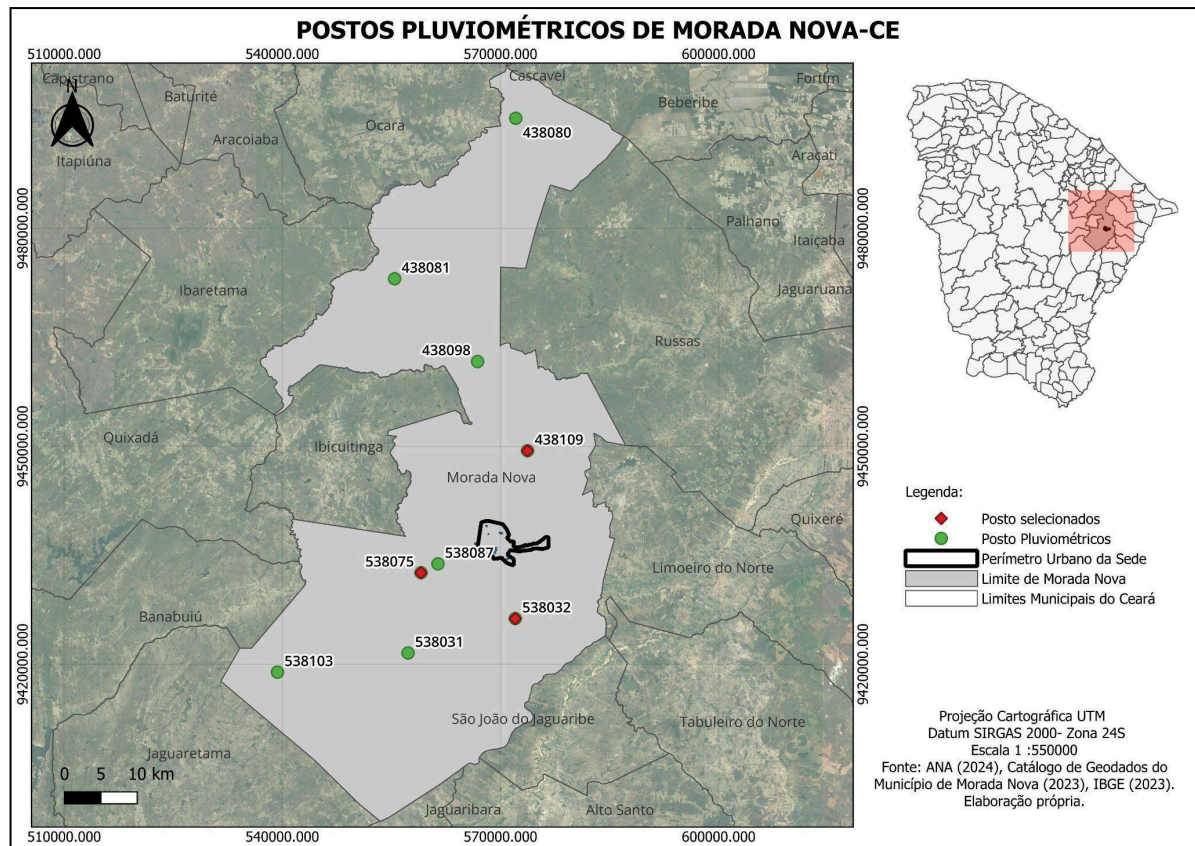 POSTOS PLUVIOMÉTRICOS DE MORADA NOVA-CE
510000.000 540000.000 570000.000 600000.000
Capistrano
Baturité
Aracoiaba
Itapiúna
Ocara
Cascavel
Beberibe
Fortim
Aracati
N
438080
Palhano
Itaiçaba
9480000.000 9480000.000
438081
Ibaretama
Jaguaruana
438098
Russas
Quixadá
Ibicuitinga
438109
9450000.000 9450000.000
Morada Nova
Quixeré
538075
538087
Limoeiro do Norte
Banabuiú
538032
538031
538103
9420000.000 9420000.000
São João do Jaguaribe
Tabuleiro do Norte
Jaguaretama
0 5 10 km
Jaguaribara
Alto Santo
510000.000 540000.000 570000.000 600000.000
Legenda:
Posto selecionados
Posto Pluviométricos
Perímetro Urbano da Sede
Limite de Morada Nova
Limites Municipais do Ceará
Projeção Cartográfica UTM
Datum SIRGAS 2000- Zona 24S
Escala 1 :550000
Fonte: ANA (2024), Catálogo de Geodados do
Município de Morada Nova (2023), IBGE (2023).
Elaboração própria.